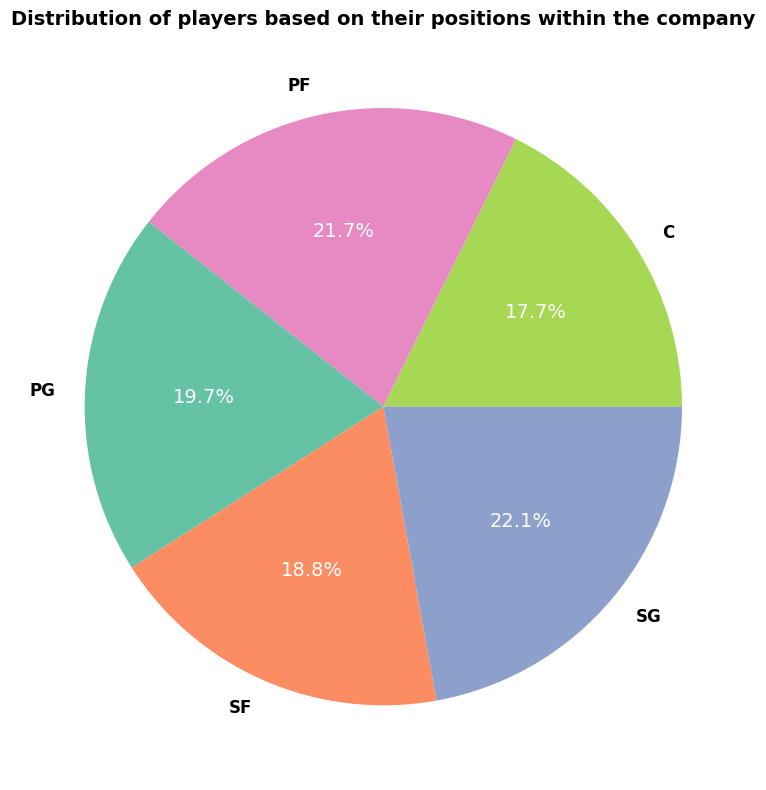 Distribution of players based on their positions within the company
PF
21.7%
C
17.7%
PG
19.7%
22.1%
18.8%
SG
SF